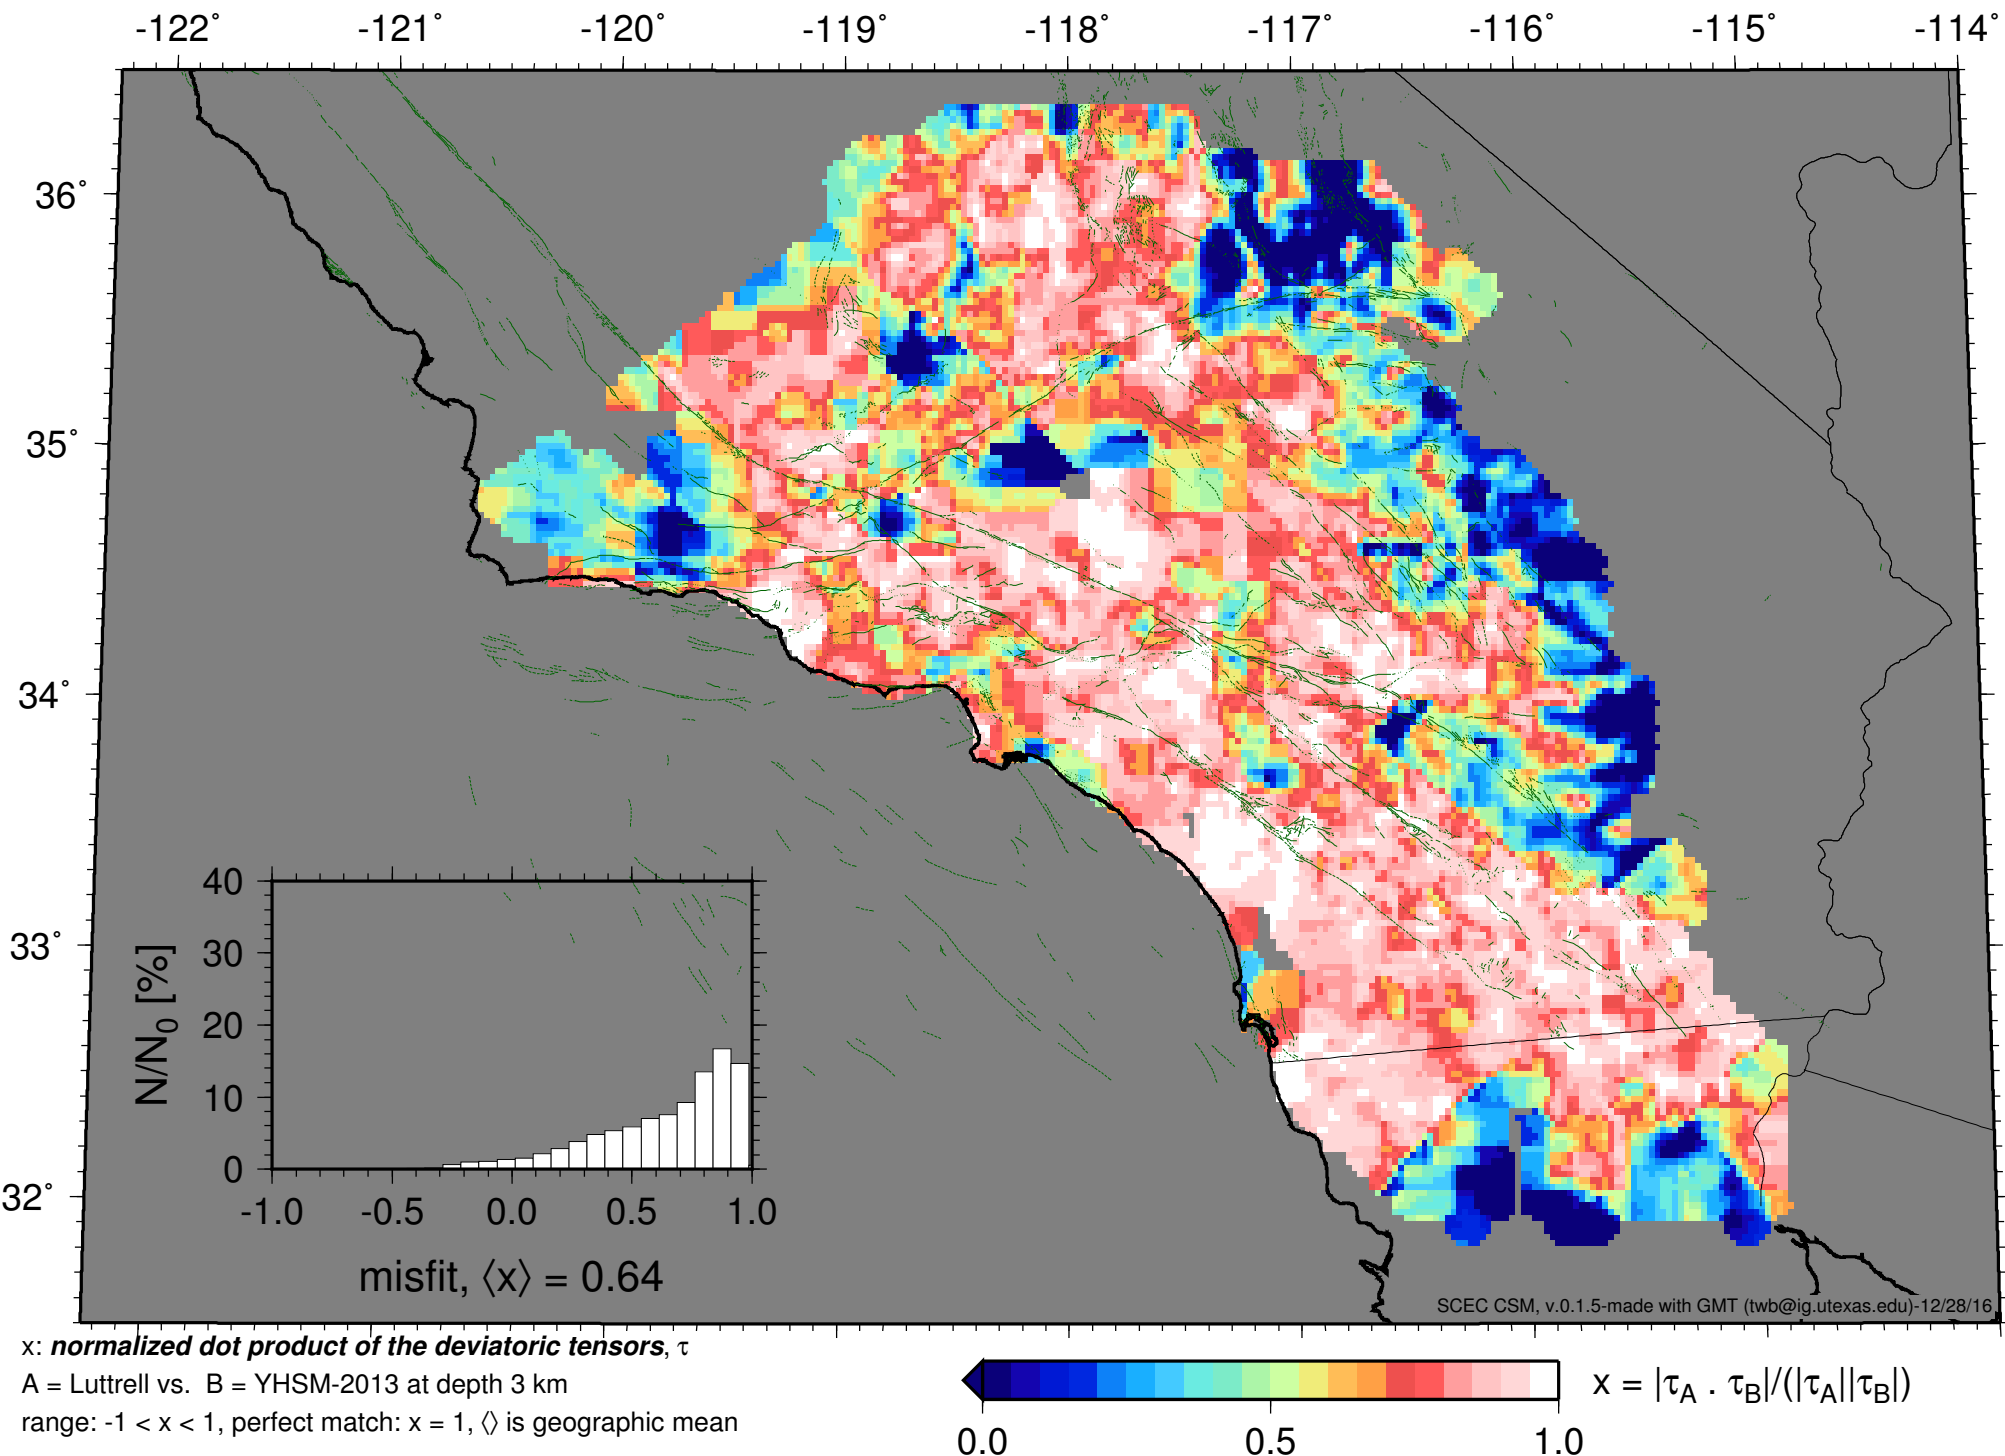 -122° -121° -120° -119° -118° -117° -116° -115° -114°
36°
35°
34°
33°
32°
40
30
20
10
0
N/N0 [%]
-1.0 -0.5 0.0 0.5 1.0
misfit, ⟨x⟩ = 0.64
SCEC CSM, v.0.1.5-made with GMT (twb@ig.utexas.edu)-12/28/16
x: normalized dot product of the deviatoric tensors, τ
A = Luttrell vs. B = YHSM-2013 at depth 3 km
range: -1 < x < 1, perfect match: x = 1, ⟨⟩ is geographic mean
x = |τA . τB|/(|τA||τB|)
0.0 0.5 1.0